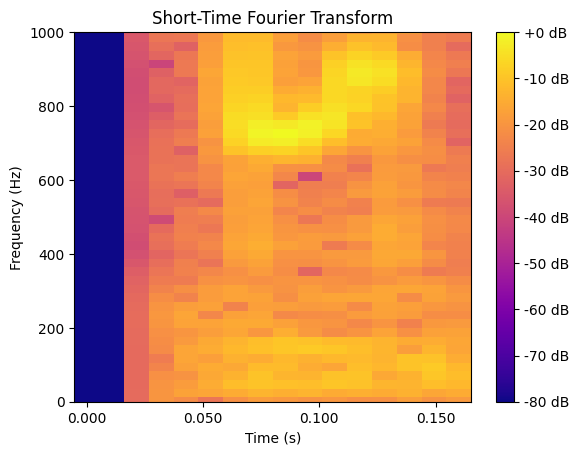 Short-Time Fourier Transform
Frequency (Hz)
1000
800
600
400
200
0
0.000
0.050
0.100
0.150
Time (s)
+0 dB
-10 dB
-20 dB
-30 dB
-40 dB
-50 dB
-60 dB
-70 dB
-80 dB